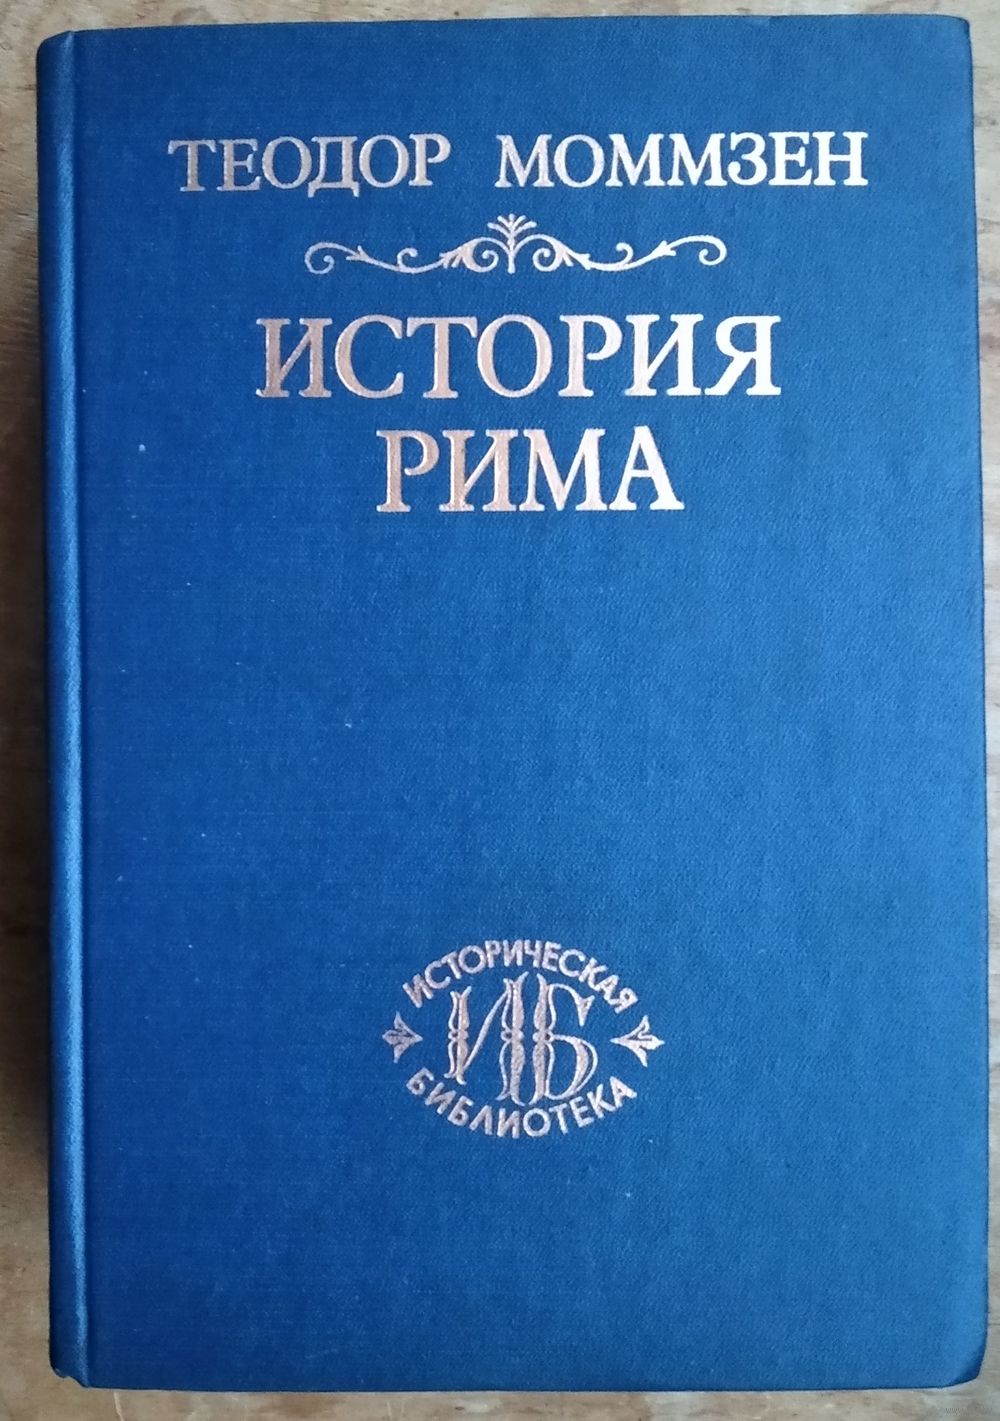 ТЕОДОР МОММЗЕН
ИСТОРИЯ
РИМА
ИСТОРИЧЕСКАЯ
ИБ
БИБЛИОТЕКА